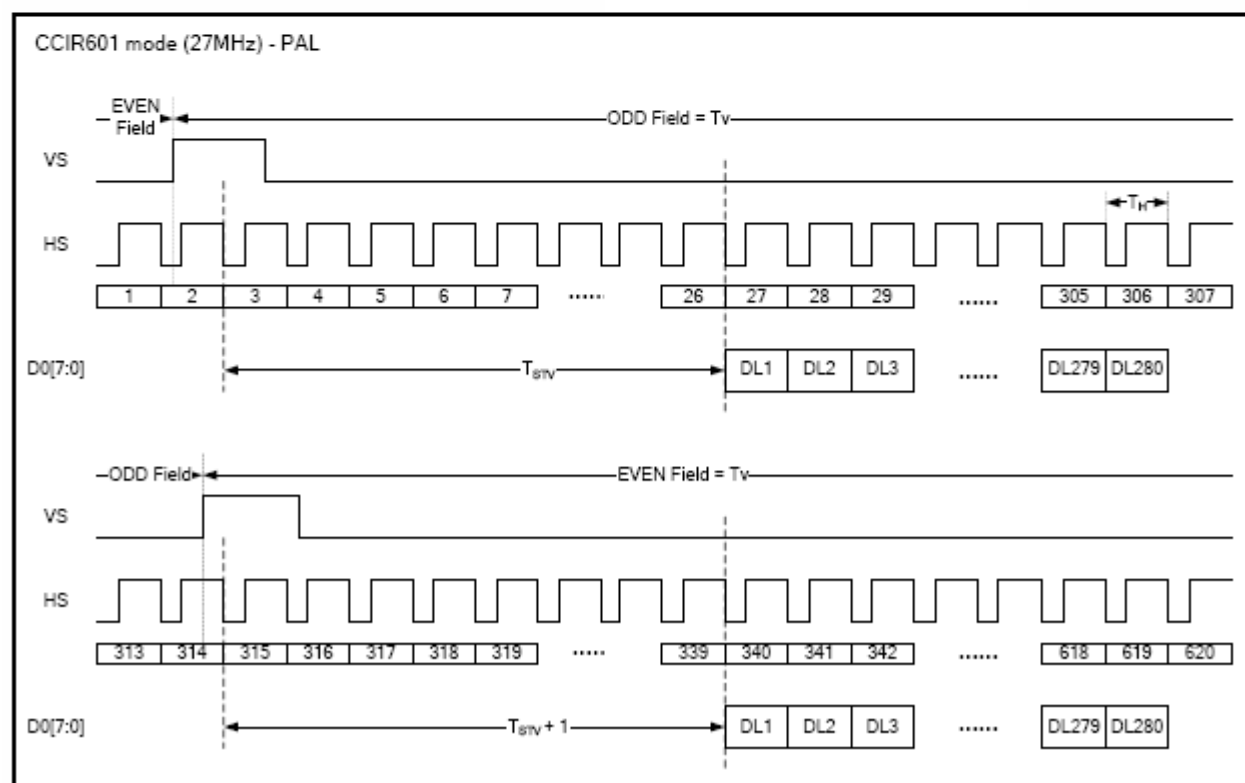 CCIR601 mode (27MHz) - PAL
EVEN
Field
ODD Field = Tv
VS
TH
HS
1 2 3 4 5 6 7 ...... 26 27 28 29 ...... 305 306 307
D0[7:0] TSTV DL1 DL2 DL3 ...... DL279 DL280
ODD Field EVEN Field = Tv
VS
HS
313 314 315 316 317 318 319 ..... 339 340 341 342 ...... 618 619 620
D0[7:0] TSTV + 1 DL1 DL2 DL3 ...... DL279 DL280